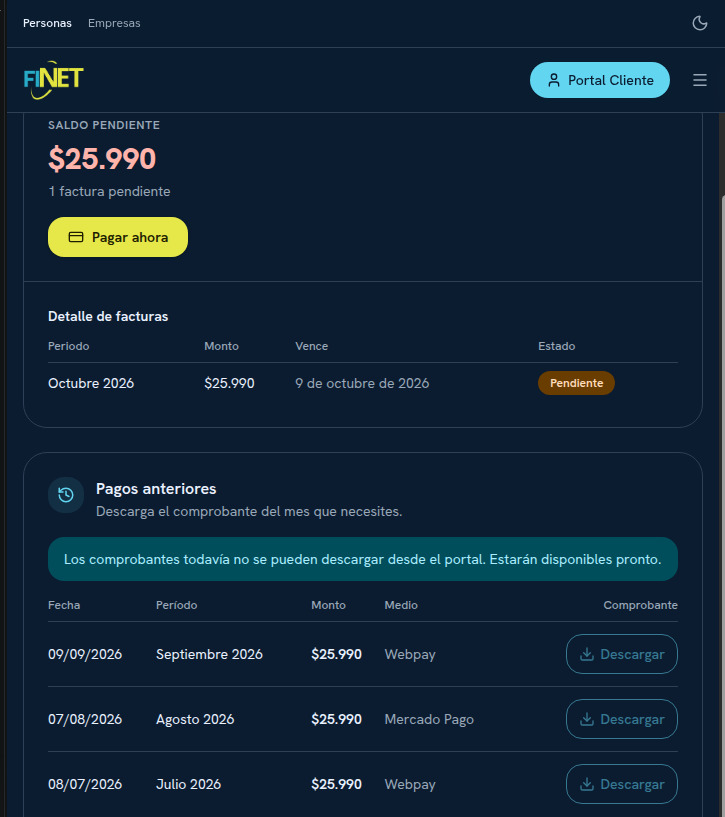 Personas Empresas
FINET
Portal Cliente
SALDO PENDIENTE
$25.990
1 factura pendiente
Pagar ahora
Detalle de facturas
Periodo Monto Vence Estado
Octubre 2026 $25.990 9 de octubre de 2026 Pendiente
Pagos anteriores
Descarga el comprobante del mes que necesites.
Los comprobantes todavía no se pueden descargar desde el portal. Estarán disponibles pronto.
Fecha Período Monto Medio Comprobante
09/09/2026 Septiembre 2026 $25.990 Webpay Descargar
07/08/2026 Agosto 2026 $25.990 Mercado Pago Descargar
08/07/2026 Julio 2026 $25.990 Webpay Descargar